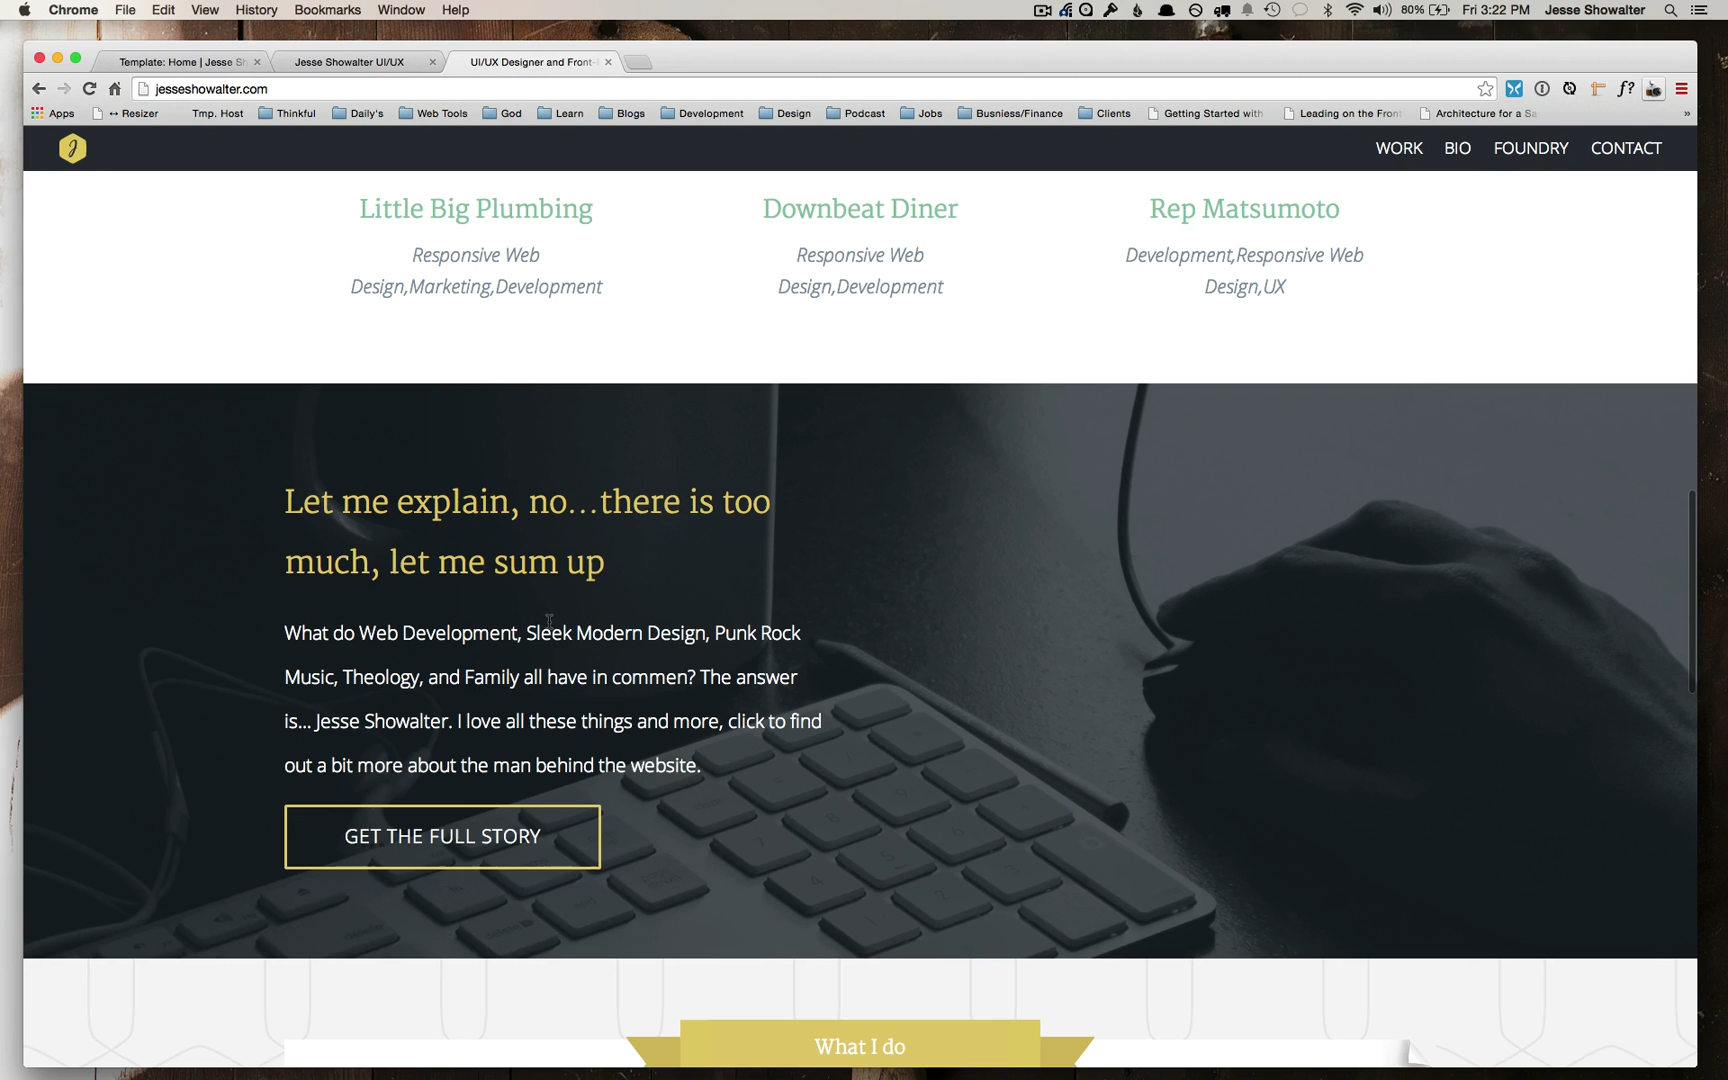 Chrome File Edit View History Bookmarks Window Help 80% Fri 3:22 PM Jesse Showalter
Template: Home | Jesse Sh Jesse Showalter UI/UX UI/UX Designer and Front-
jesseshowalter.com
Apps ↔ Resizer Tmp. Host Thinkful Daily's Web Tools God Learn Blogs Development Design Podcast Jobs Busniess/Finance Clients Getting Started with Leading on the Front Architecture for a Sa »
J WORK BIO FOUNDRY CONTACT
Little Big Plumbing Downbeat Diner Rep Matsumoto
Responsive Web Responsive Web Development,Responsive Web
Design,Marketing,Development Design,Development Design,UX
Let me explain, no...there is too
much, let me sum up
What do Web Development, Sleek Modern Design, Punk Rock
Music, Theology, and Family all have in commen? The answer
is... Jesse Showalter. I love all these things and more, click to find
out a bit more about the man behind the website.
GET THE FULL STORY
What I do